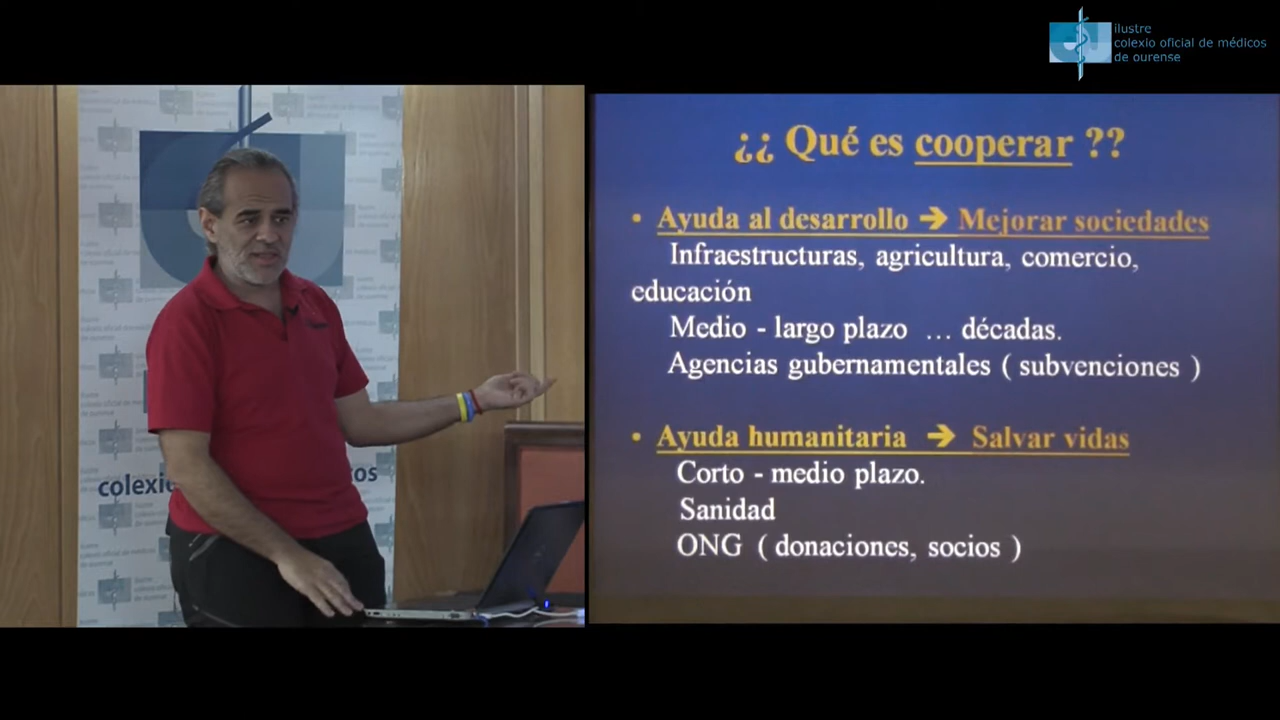 ilustre
colexio oficial de médicos
de ourense
¿¿ Qué es cooperar ??
• Ayuda al desarrollo ➔ Mejorar sociedades
Infraestructuras, agricultura, comercio,
educación
Medio - largo plazo … décadas.
Agencias gubernamentales ( subvenciones )
• Ayuda humanitaria ➔ Salvar vidas
Corto - medio plazo.
Sanidad
ONG ( donaciones, socios )